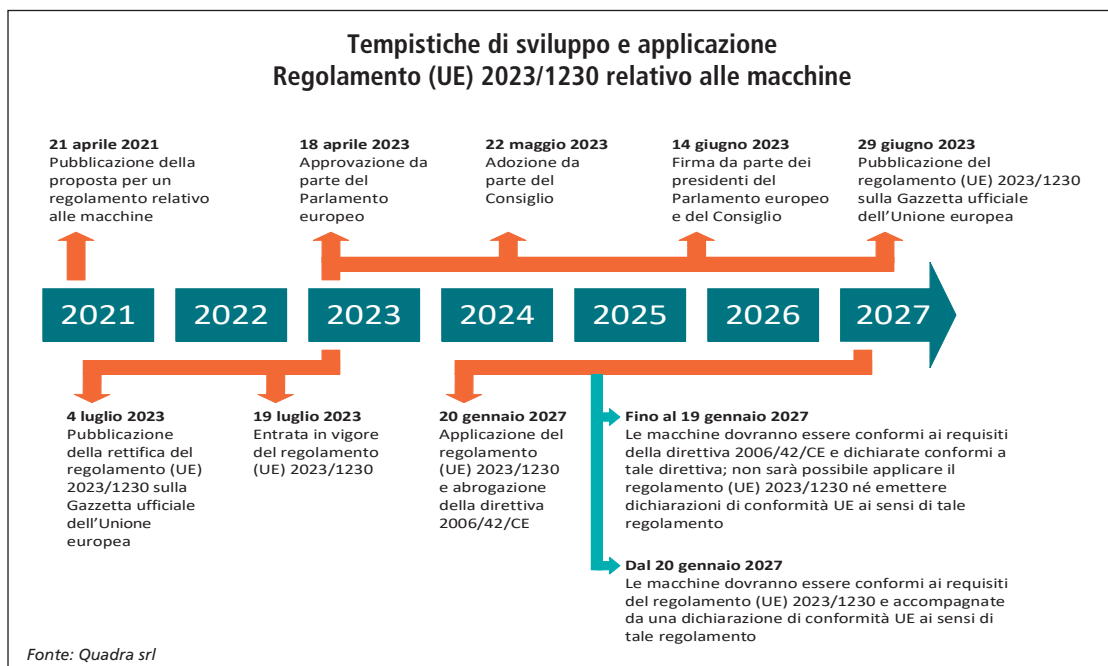 Tempistiche di sviluppo e applicazione
Regolamento (UE) 2023/1230 relativo alle macchine
21 aprile 2021
Pubblicazione della
proposta per un
regolamento relativo
alle macchine
18 aprile 2023
Approvazione da
parte del
Parlamento
europeo
22 maggio 2023
Adozione da
parte del
Consiglio
14 giugno 2023
Firma da parte dei
presidenti del
Parlamento europeo
e del Consiglio
29 giugno 2023
Pubblicazione del
regolamento (UE) 2023/1230
sulla Gazzetta ufficiale
dell'Unione europea
2021
2022
2023
2024
2025
2026
2027
4 luglio 2023
Pubblicazione
della rettifica del
regolamento (UE)
2023/1230 sulla
Gazzetta ufficiale
dell'Unione
europea
19 luglio 2023
Entrata in vigore
del regolamento
(UE) 2023/1230
20 gennaio 2027
Applicazione del
regolamento
(UE) 2023/1230
e abrogazione
della direttiva
2006/42/CE
Fino al 19 gennaio 2027
Le macchine dovranno essere conformi ai requisiti
della direttiva 2006/42/CE e dichiarate conformi a
tale direttiva; non sarà possibile applicare il
regolamento (UE) 2023/1230 né emettere
dichiarazioni di conformità UE ai sensi di tale
regolamento
Dal 20 gennaio 2027
Le macchine dovranno essere conformi ai requisiti
del regolamento (UE) 2023/1230 e accompagnate
da una dichiarazione di conformità UE ai sensi di
tale regolamento
Fonte: Quadra srl